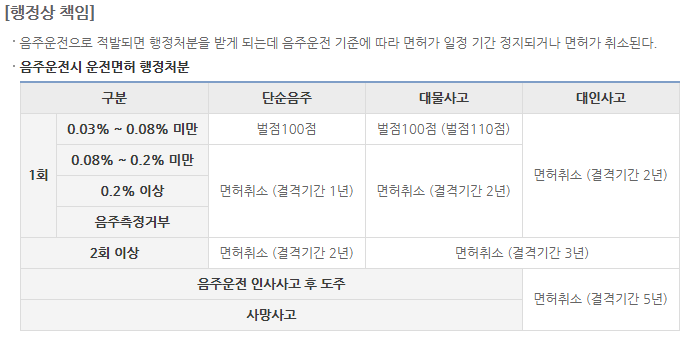 [행정상 책임]
· 음주운전으로 적발되면 행정처분을 받게 되는데 음주운전 기준에 따라 면허가 일정 기간 정지되거나 면허가 취소된다.
· 음주운전시 운전면허 행정처분
구분 단순음주 대물사고 대인사고
1회 0.03% ~ 0.08% 미만 벌점100점 벌점100점 (벌점110점) 면허취소 (결격기간 2년)
0.08% ~ 0.2% 미만 면허취소 (결격기간 1년) 면허취소 (결격기간 2년)
0.2% 이상
음주측정거부
2회 이상 면허취소 (결격기간 2년) 면허취소 (결격기간 3년)
음주운전 인사사고 후 도주 면허취소 (결격기간 5년)
사망사고